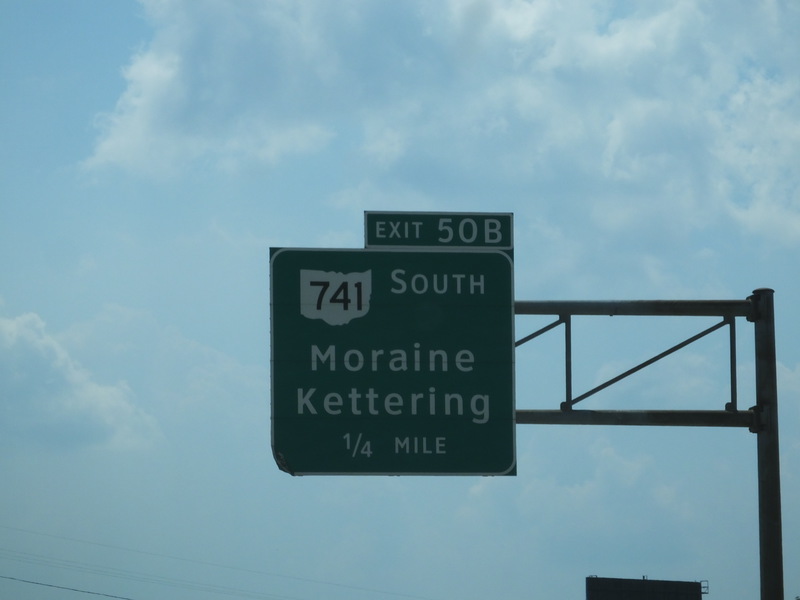 EXIT 50B
741 SOUTH
Moraine
Kettering
1/4 MILE